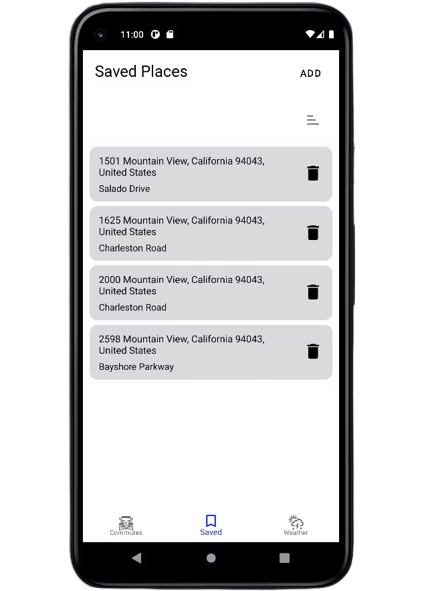 11:00
Saved Places
ADD
1501 Mountain View, California 94043,
United States
Salado Drive
1625 Mountain View, California 94043,
United States
Charleston Road
2000 Mountain View, California 94043,
United States
Charleston Road
2598 Mountain View, California 94043,
United States
Bayshore Parkway
Commutes
Saved
Weather